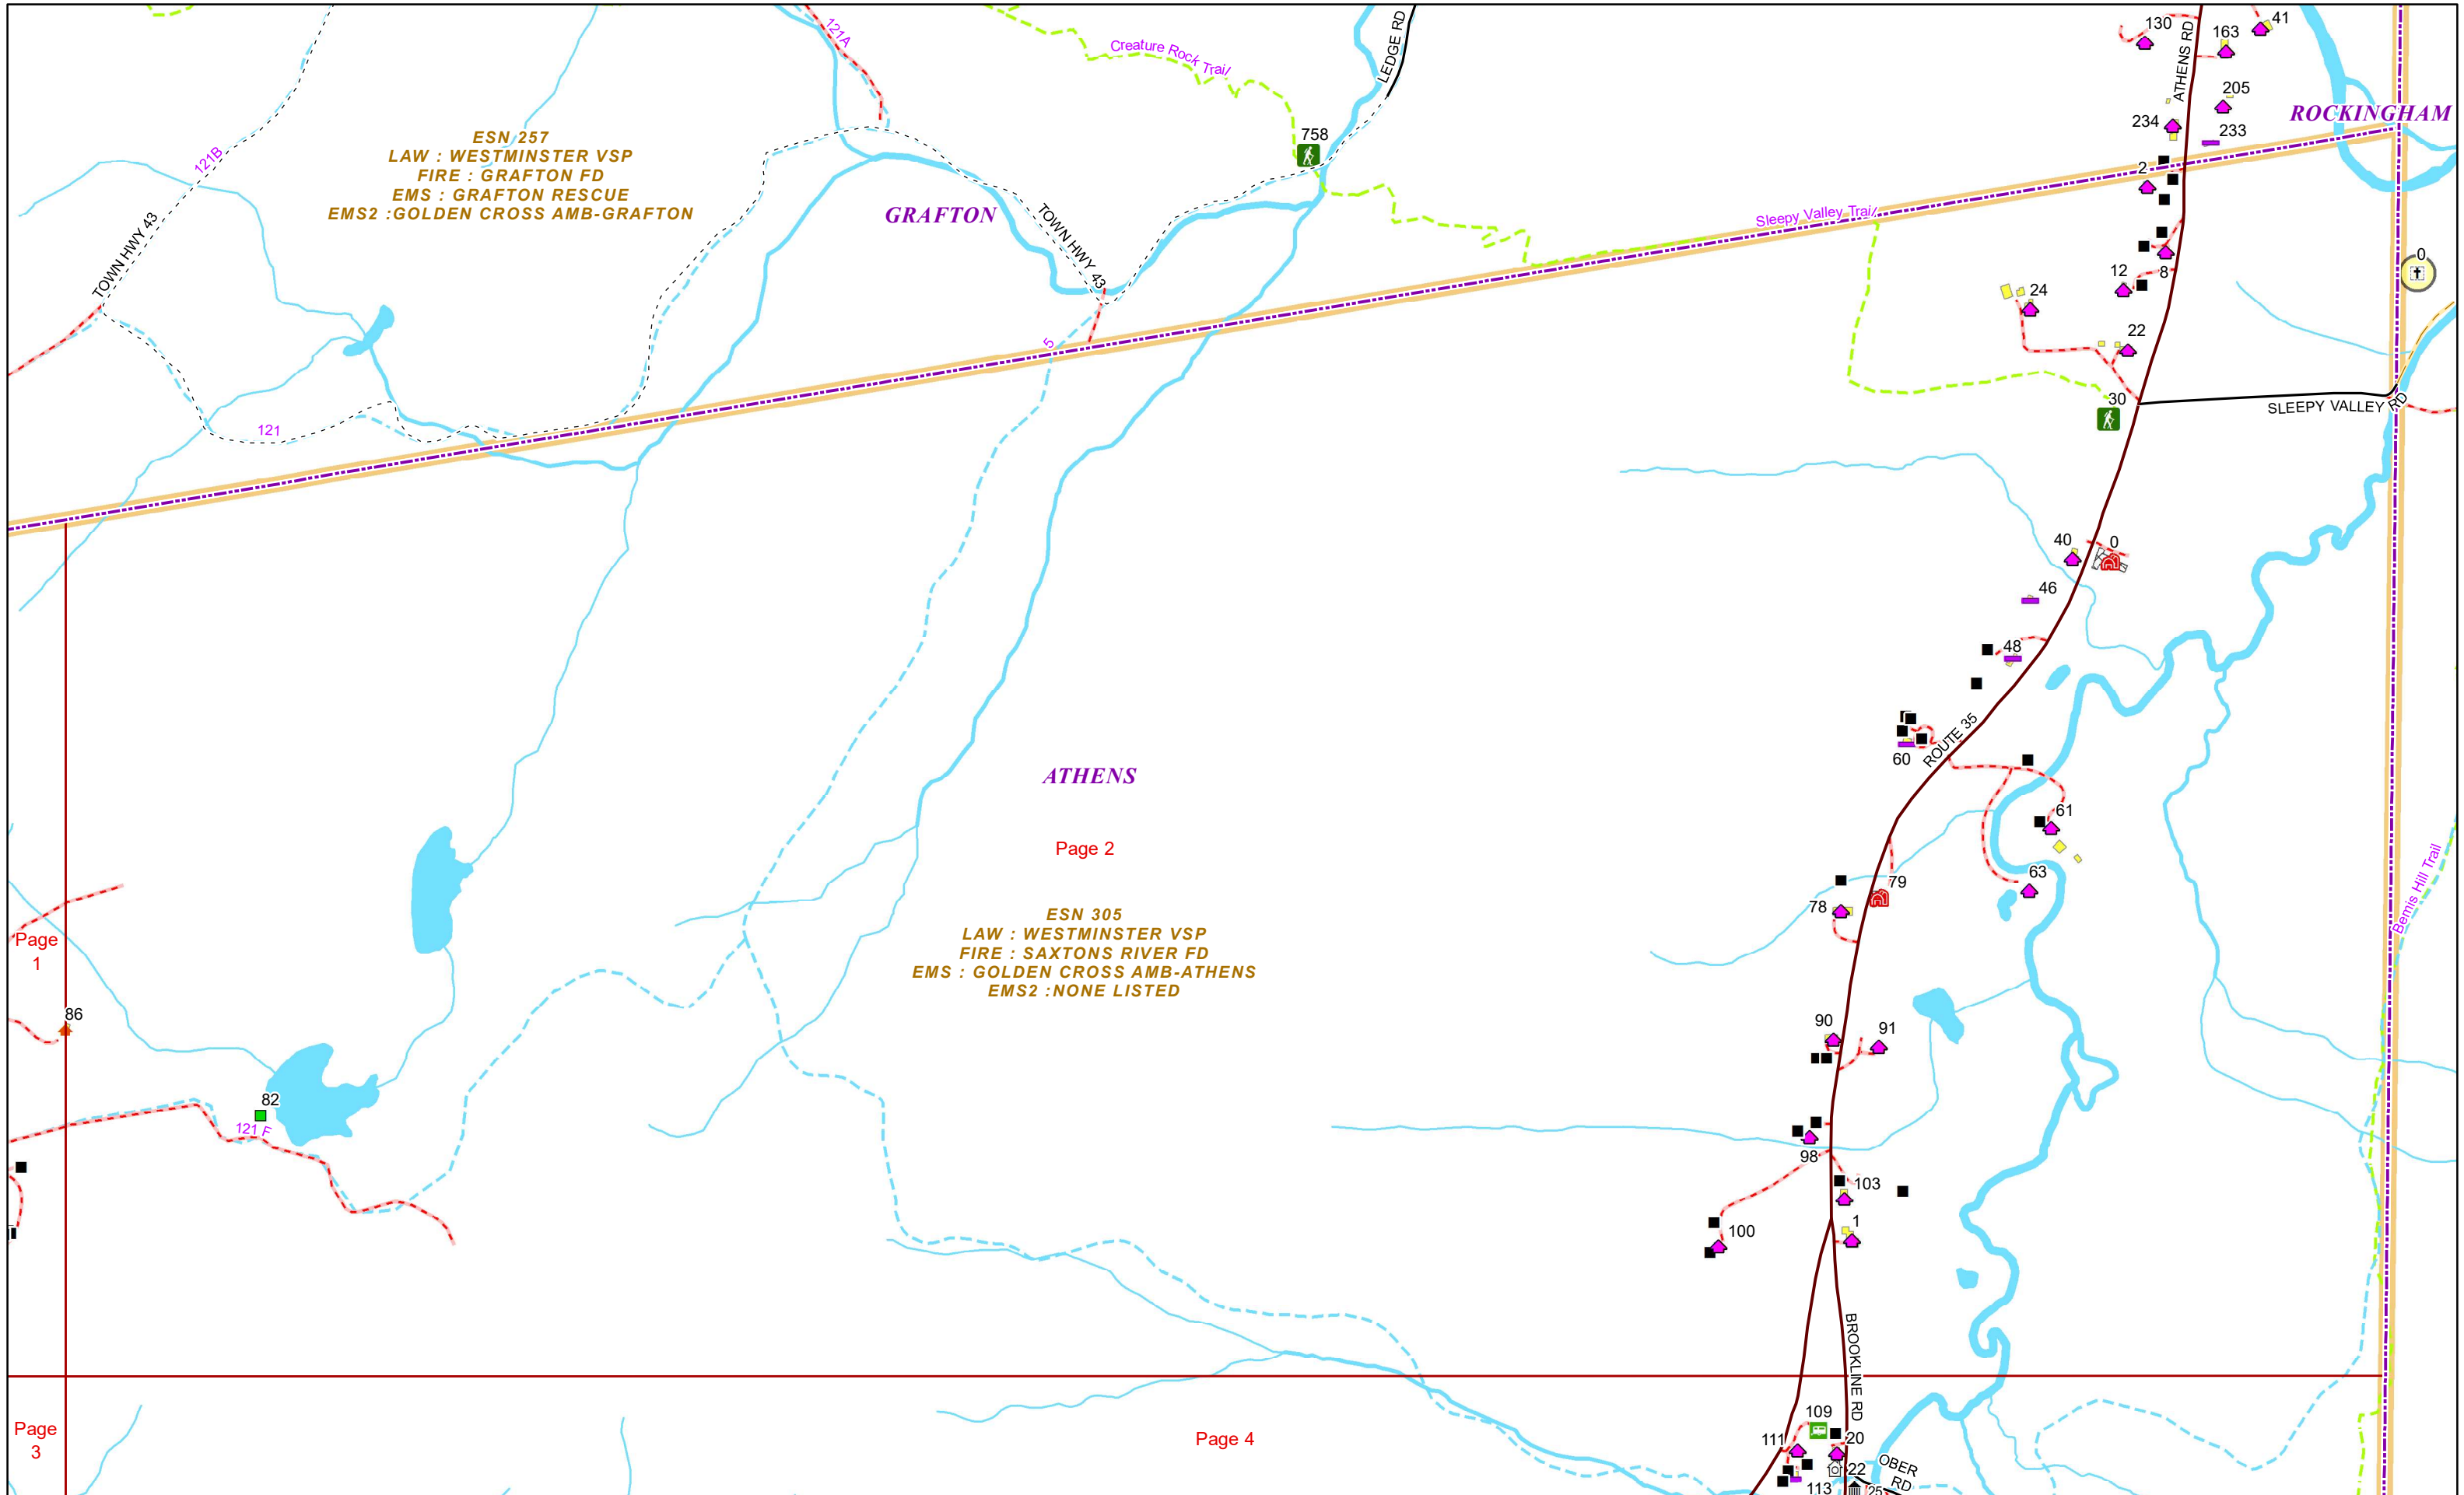 121A
Creature Rock Trail
LEDGE RD
130
ATHENS RD
163
41
205
ROCKINGHAM
234
233
758
ESN 257
LAW : WESTMINSTER VSP
FIRE : GRAFTON FD
EMS : GRAFTON RESCUE
EMS2 :GOLDEN CROSS AMB-GRAFTON
121B
TOWN HWY 43
GRAFTON
TOWN HWY 43
Sleepy Valley Trail
2
8
12
24
22
0
5
30
SLEEPY VALLEY RD
121
40
0
46
48
ROUTE 35
60
ATHENS
61
Page 2
63
79
78
Bemis Hill Trail
ESN 305
LAW : WESTMINSTER VSP
FIRE : SAXTONS RIVER FD
EMS : GOLDEN CROSS AMB-ATHENS
EMS2 :NONE LISTED
Page
1
86
90
91
82
121 F
98
103
100
1
BROOKLINE RD
Page
3
Page 4
109
111
20
22
113
OBER
RD
25